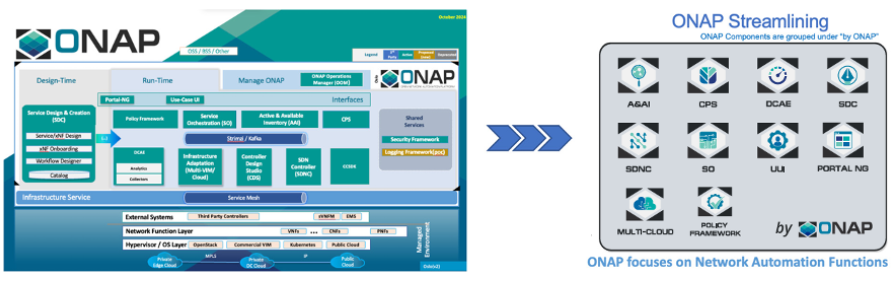 October 2024
ONAP
OSS / BSS / Other
Legend
3rd Party
Active
Deprecated
Design-Time
Run-Time
Manage ONAP
ONAP Operations Manager (OOM)
ONAP
Portal-NG
Use-Case UI
Interfaces
Service Design & Creation (SDC)
Service/xNF Design
xNF Onboarding
Workflow Designer
Catalog
Policy Framework
Service Orchestration (SO)
Active & Available Inventory (AAI)
CPS
Strimzi / Kafka
DCAE
Analytics
Collectors
Infrastructure Adaptation (Multi-VIM/ Cloud)
Controller Design Studio (CDS)
SDN Controller (SDNC)
CCSDK
Shared Services
Security Framework
Logging Framework(poc)
Infrastructure Service
Service Mesh
External Systems
Third Party Controllers
sVNFM
EMS
Network Function Layer
VNFs
...
CNFs
PNFs
Hypervisor / OS Layer
OpenStack
Commercial VIM
Kubernetes
Public Cloud
Managed Environment
Private Edge Cloud
MPLS
Private DC Cloud
IP
Public Cloud
ONAP Streamlining
ONAP Components are grouped under "by ONAP"
A&AI
CPS
DCAE
SDC
SDNC
SO
UUI
PORTAL NG
MULTI-CLOUD
POLICY
FRAMEWORK
by ONAP
ONAP focuses on Network Automation Functions